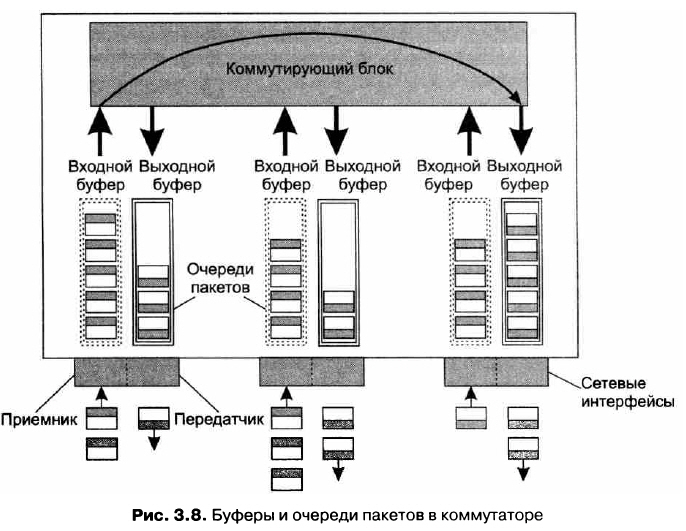 Коммутирующий блок
Входной Выходной
буфер буфер
Входной Выходной
буфер буфер
Входной Выходной
буфер буфер
Очереди
пакетов
Приемник
Передатчик
Сетевые
интерфейсы
Рис. 3.8. Буферы и очереди пакетов в коммутаторе